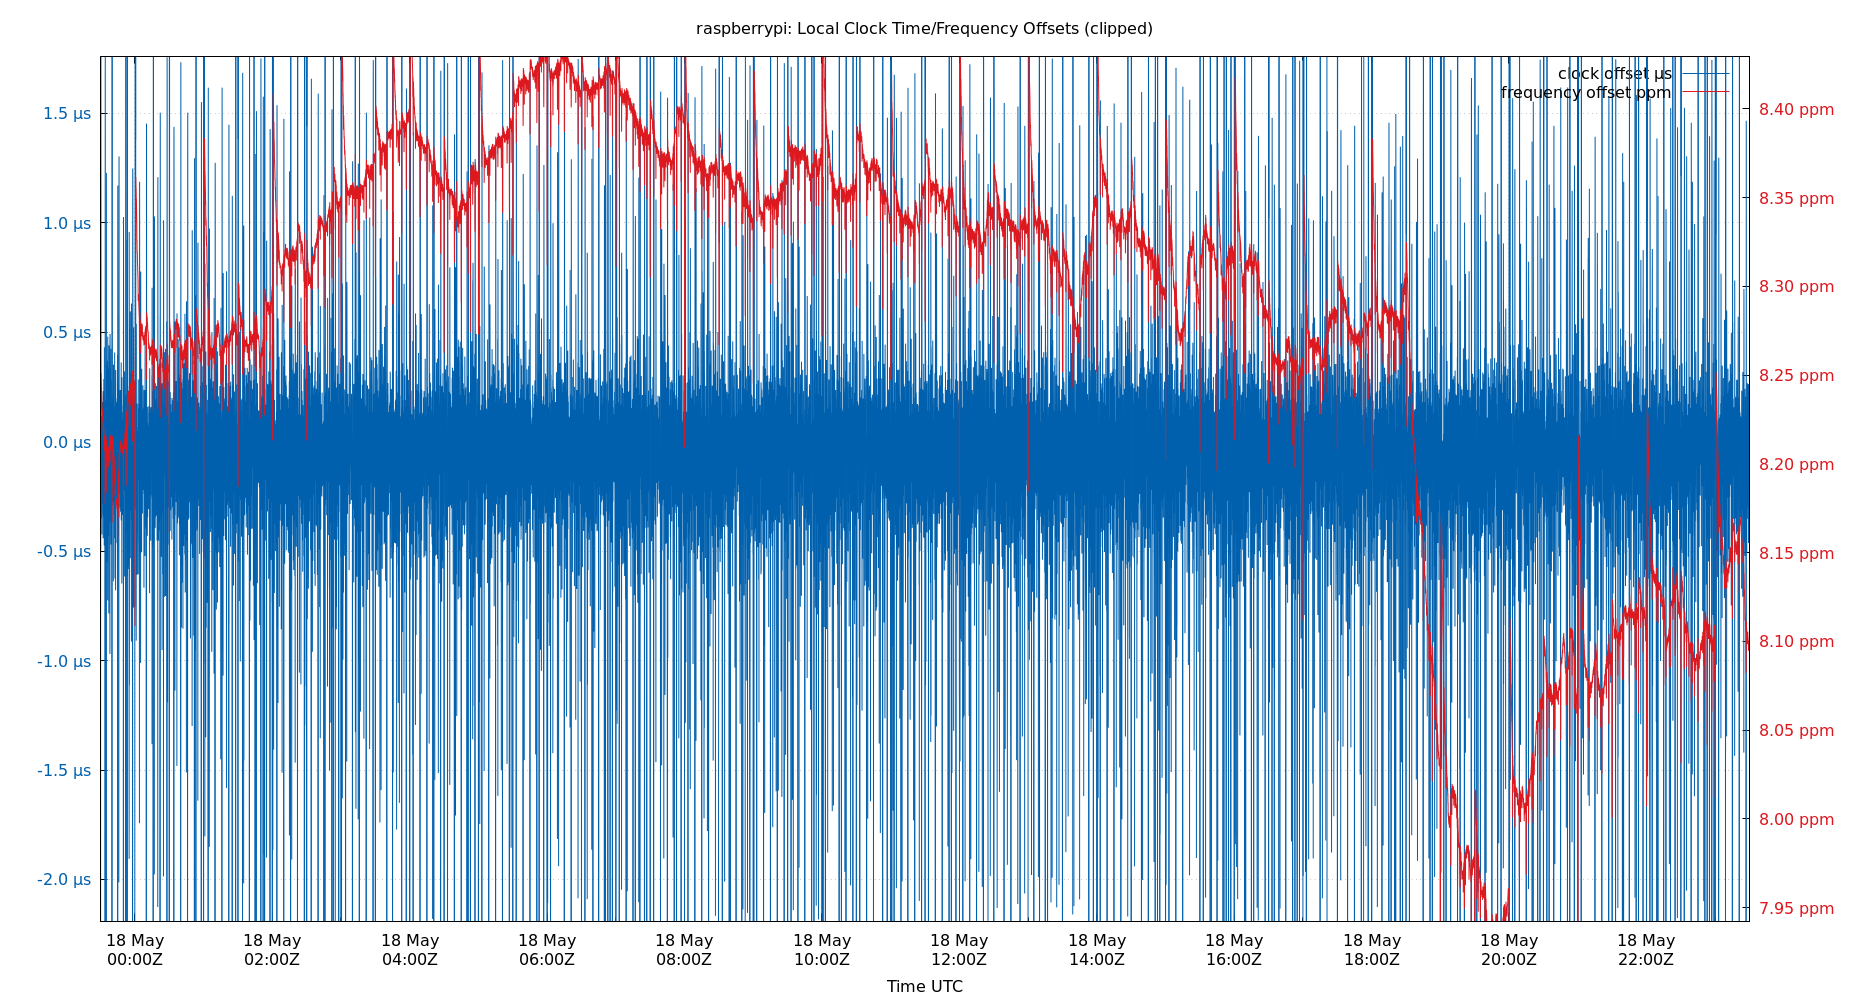 raspberrypi: Local Clock Time/Frequency Offsets (clipped)
clock offset µs
frequency offset ppm
1.5 µs
1.0 µs
0.5 µs
0.0 µs
-0.5 µs
-1.0 µs
-1.5 µs
-2.0 µs
8.40 ppm
8.35 ppm
8.30 ppm
8.25 ppm
8.20 ppm
8.15 ppm
8.10 ppm
8.05 ppm
8.00 ppm
7.95 ppm
18 May
00:00Z
18 May
02:00Z
18 May
04:00Z
18 May
06:00Z
18 May
08:00Z
18 May
10:00Z
18 May
12:00Z
18 May
14:00Z
18 May
16:00Z
18 May
18:00Z
18 May
20:00Z
18 May
22:00Z
Time UTC